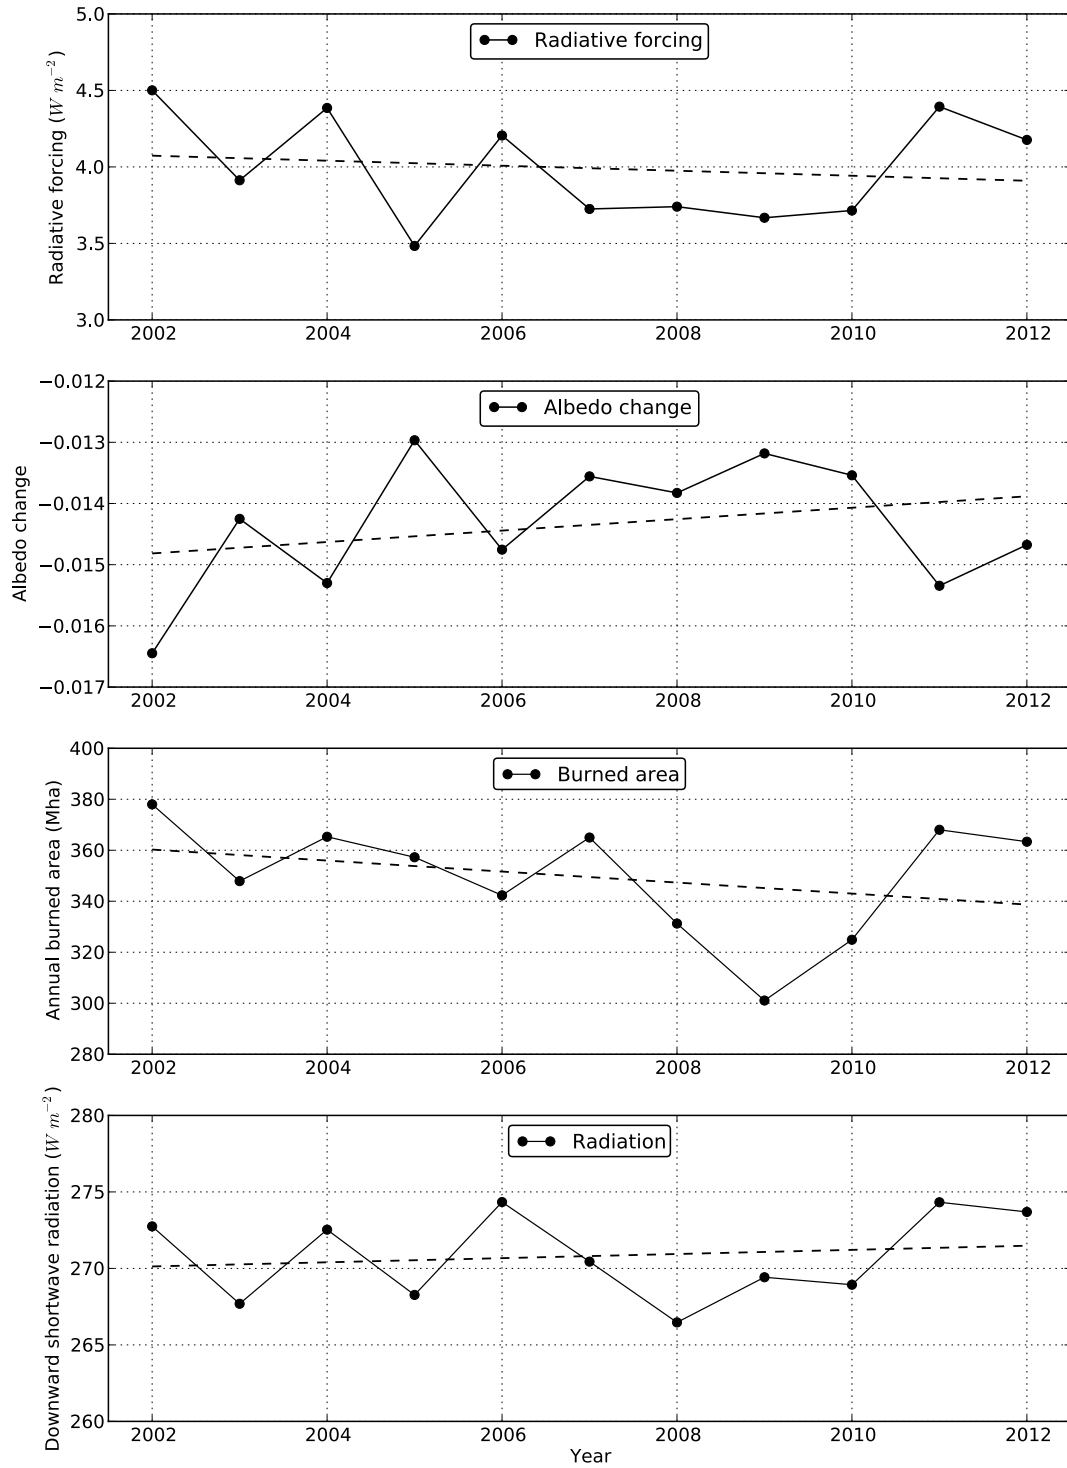 Radiative forcing (W m⁻²)
5.0
4.5
4.0
3.5
3.0
Radiative forcing
2002 2004 2006 2008 2010 2012
Albedo change
−0.012
−0.013
−0.014
−0.015
−0.016
−0.017
Albedo change
2002 2004 2006 2008 2010 2012
Annual burned area (Mha)
400
380
360
340
320
300
280
Burned area
2002 2004 2006 2008 2010 2012
Downward shortwave radiation (W m⁻²)
280
275
270
265
260
Radiation
2002 2004 2006 2008 2010 2012
Year